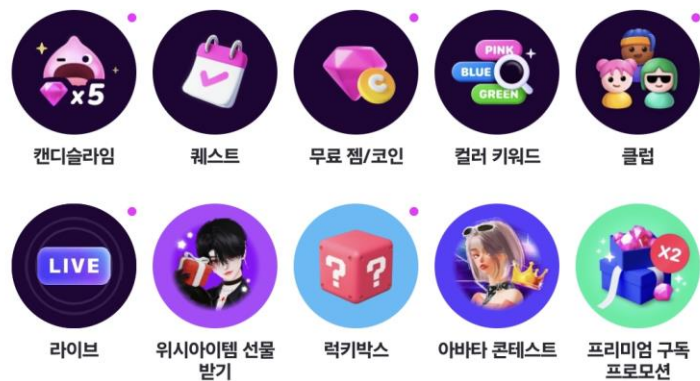 x5
C
PINK
BLUE
GREEN
캔디슬라임
퀘스트
무료 젬/코인
컬러 키워드
클럽
LIVE
? ?
X2
라이브
위시아이템 선물
받기
럭키박스
아바타 콘테스트
프리미엄 구독
프로모션